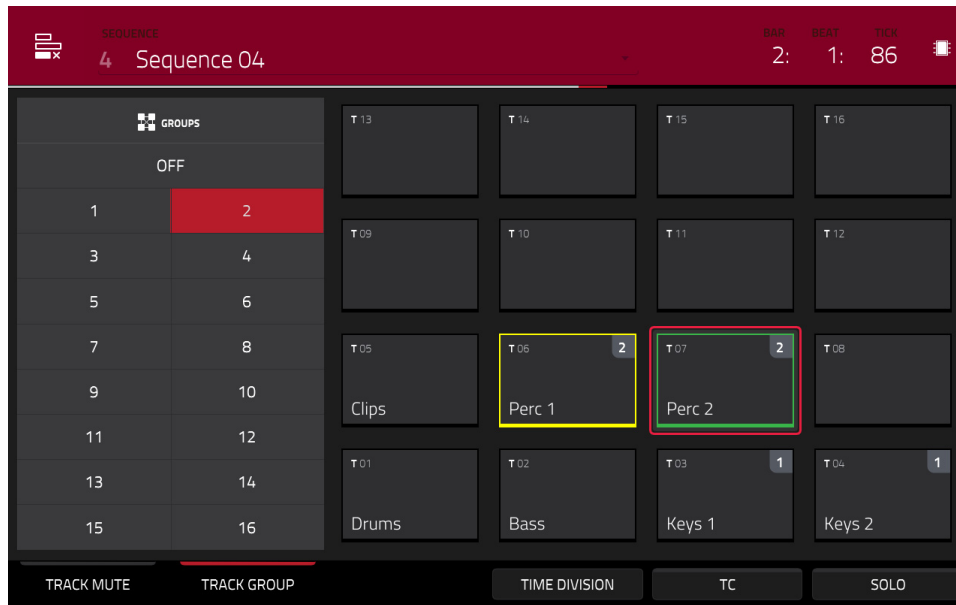 SEQUENCE
4 Sequence 04
BAR BEAT TICK
2: 1: 86
GROUPS
OFF
1 2
3 4
5 6
7 8
9 10
11 12
13 14
15 16
T 13
T 14
T 15
T 16
T 09
T 10
T 11
T 12
T 05
Clips
T 06 2
Perc 1
T 07 2
Perc 2
T 08
T 01
Drums
T 02
Bass
T 03 1
Keys 1
T 04 1
Keys 2
TRACK MUTE TRACK GROUP TIME DIVISION TC SOLO